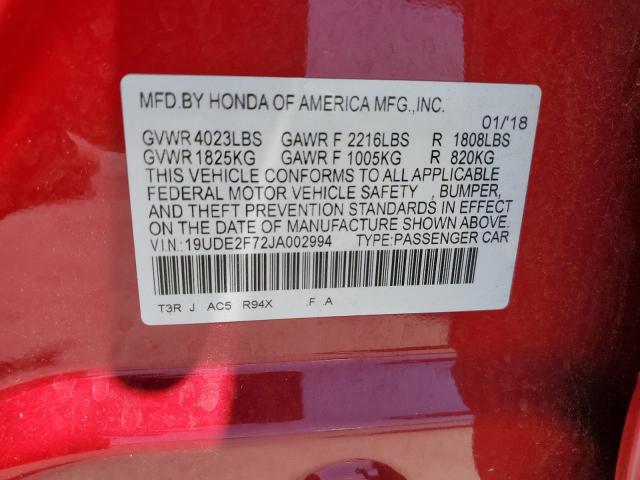 MFD.BY HONDA OF AMERICA MFG.,INC.
01/'18
GVWR 4023LBS GAWR F 2216LBS R 1808LBS
GVWR 1825KG GAWR F 1005KG R 820KG
THIS VEHICLE CONFORMS TO ALL APPLICABLE
FEDERAL MOTOR VEHICLE SAFETY , BUMPER,
AND THEFT PREVENTION STANDARDS IN EFFECT
ON THE DATE OF MANUFACTURE SHOWN ABOVE.
V.I.N.:19UDE2F72JA002994 TYPE:PASSENGER CAR
T3R J AC5 R94X .F .A